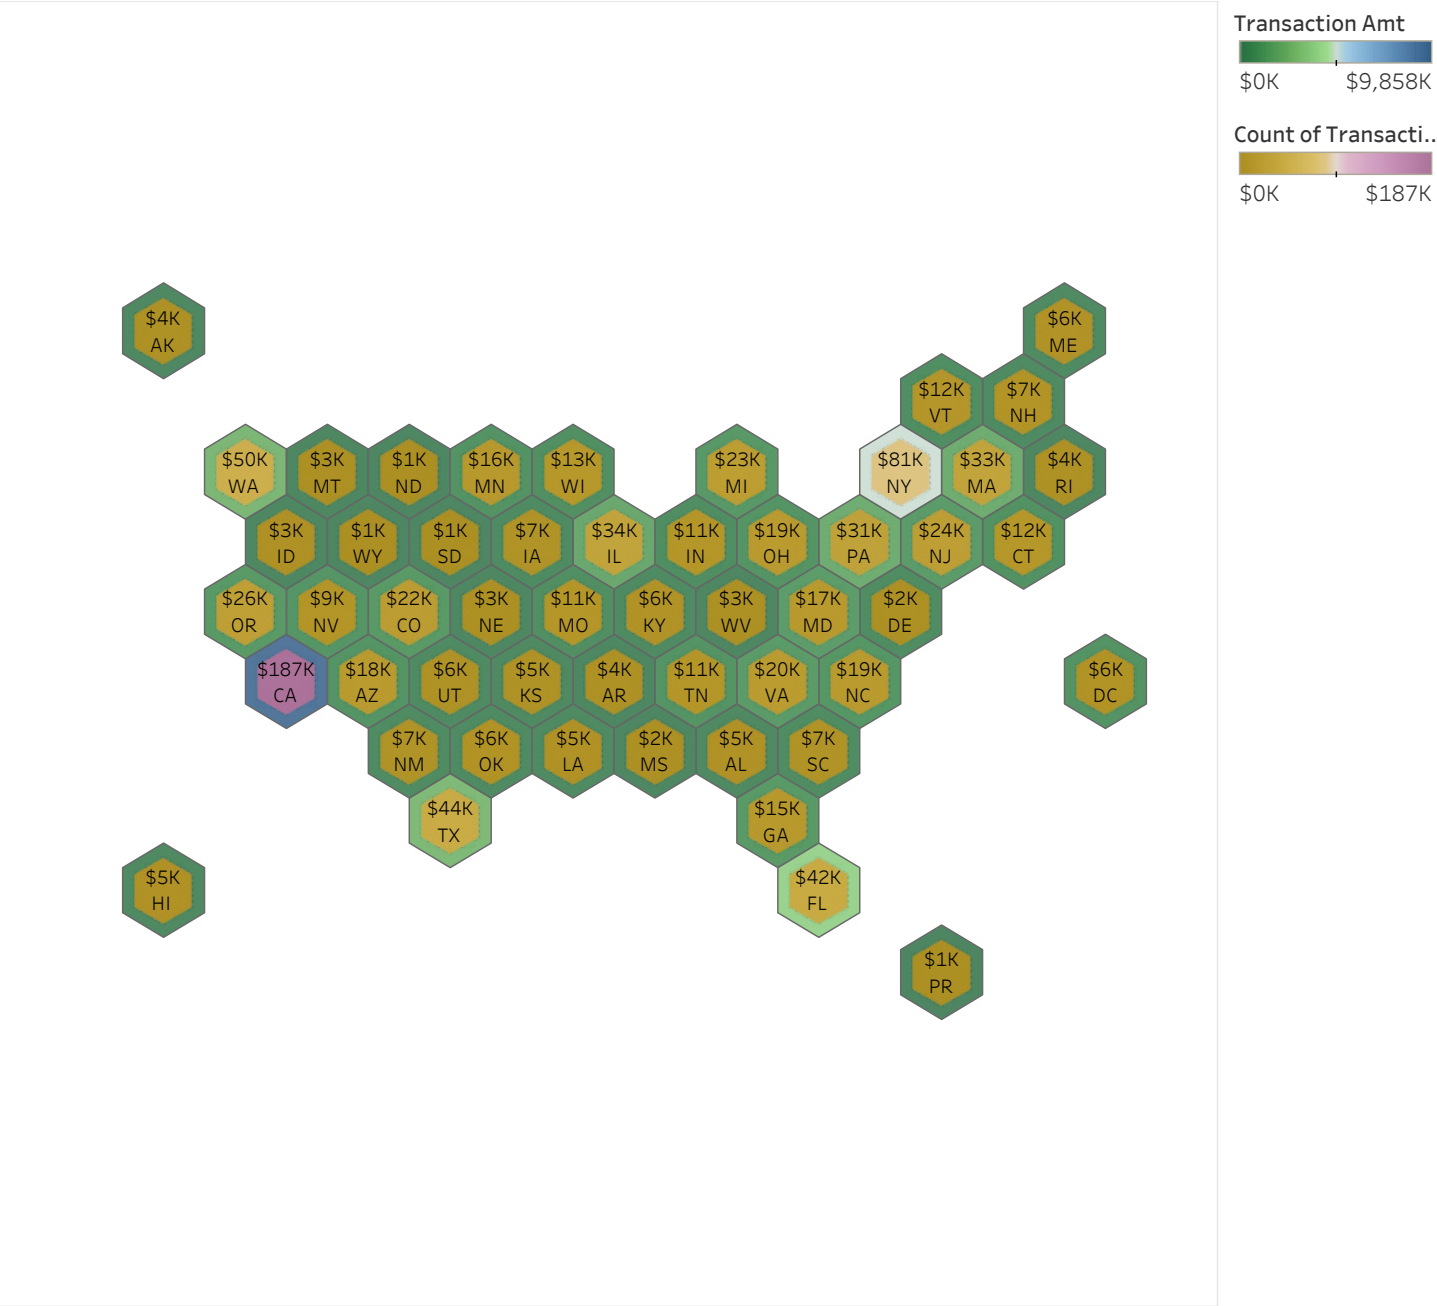 Transaction Amt
$0K $9,858K
Count of Transacti..
$0K $187K
$4K
AK
$6K
ME
$12K
VT
$7K
NH
$50K
WA
$3K
MT
$1K
ND
$16K
MN
$13K
WI
$23K
MI
$81K
NY
$33K
MA
$4K
RI
$3K
ID
$1K
WY
$1K
SD
$7K
IA
$34K
IL
$11K
IN
$19K
OH
$31K
PA
$24K
NJ
$12K
CT
$26K
OR
$9K
NV
$22K
CO
$3K
NE
$11K
MO
$6K
KY
$3K
WV
$17K
MD
$2K
DE
$187K
CA
$18K
AZ
$6K
UT
$5K
KS
$4K
AR
$11K
TN
$20K
VA
$19K
NC
$6K
DC
$7K
NM
$6K
OK
$5K
LA
$2K
MS
$5K
AL
$7K
SC
$44K
TX
$15K
GA
$5K
HI
$42K
FL
$1K
PR